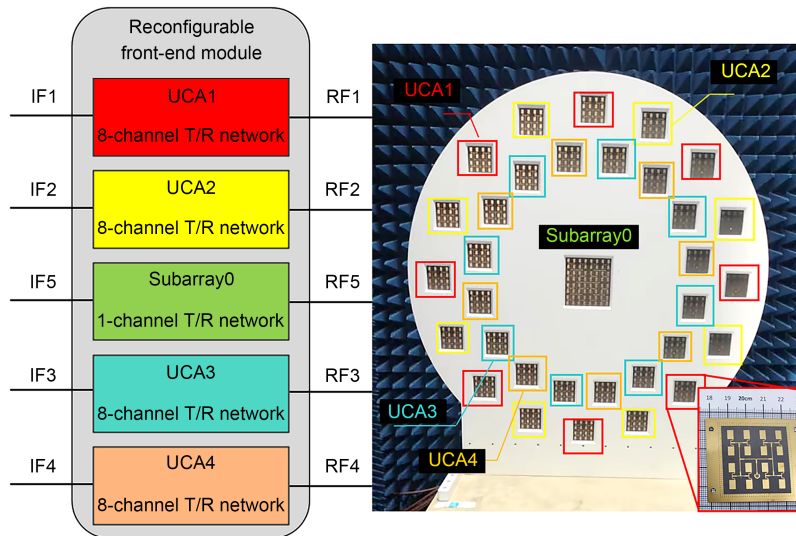 Reconfigurable
front-end module
IF1
UCA1
8-channel T/R network
RF1
IF2
UCA2
8-channel T/R network
RF2
IF5
Subarray0
1-channel T/R network
RF5
IF3
UCA3
8-channel T/R network
RF3
IF4
UCA4
8-channel T/R network
RF4
UCA1
UCA2
Subarray0
UCA3
UCA4
18 19 20cm 21 22